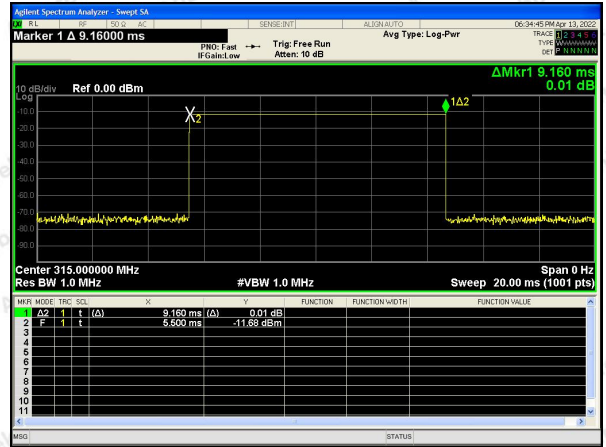 Agilent Spectrum Analyzer - Swept SA
RL RF 50 Ω AC SENSE:INT ALIGN AUTO 06:34:45 PM Apr 13, 2022
Marker 1 Δ 9.16000 ms Avg Type: Log-Pwr TRACE 1 2 3 4 5 6
PNO: Fast Trig: Free Run TYPE W
IFGain:Low Atten: 10 dB DET P N N N N N
ΔMkr1 9.160 ms
10 dB/div Ref 0.00 dBm 0.01 dB
Log
1Δ2
-10.0
X2
-20.0
-30.0
-40.0
-50.0
-60.0
-70.0
-80.0
-90.0
Center 315.000000 MHz Span 0 Hz
Res BW 1.0 MHz #VBW 1.0 MHz Sweep 20.00 ms (1001 pts)
MKR MODE TRC SCL X Y FUNCTION FUNCTION WIDTH FUNCTION VALUE
1 Δ2 1 t (Δ) 9.160 ms (Δ) 0.01 dB
2 F 1 t 5.500 ms -11.68 dBm
3
4
5
6
7
8
9
10
11
MSG STATUS